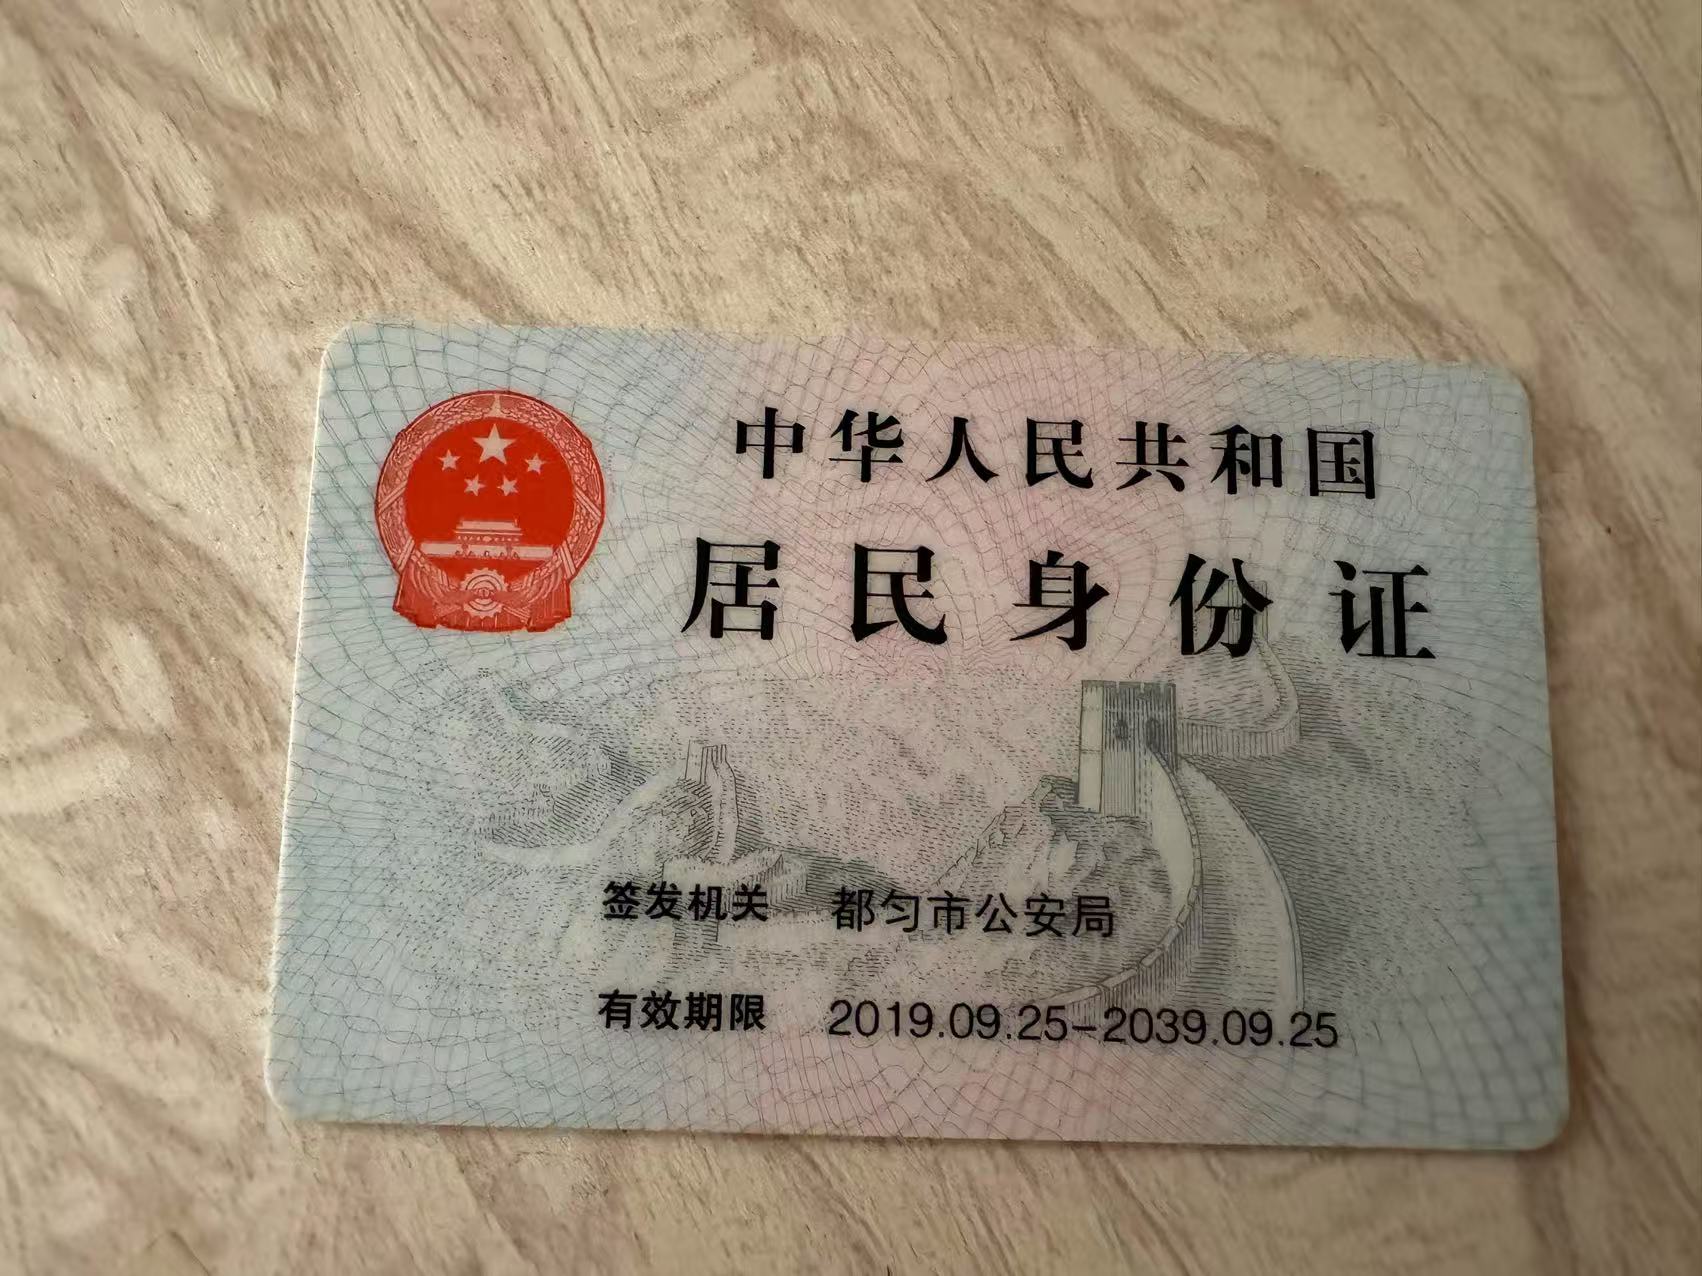 中华人民共和国
居民身份证
签发机关 都匀市公安局
有效期限 2019.09.25-2039.09.25